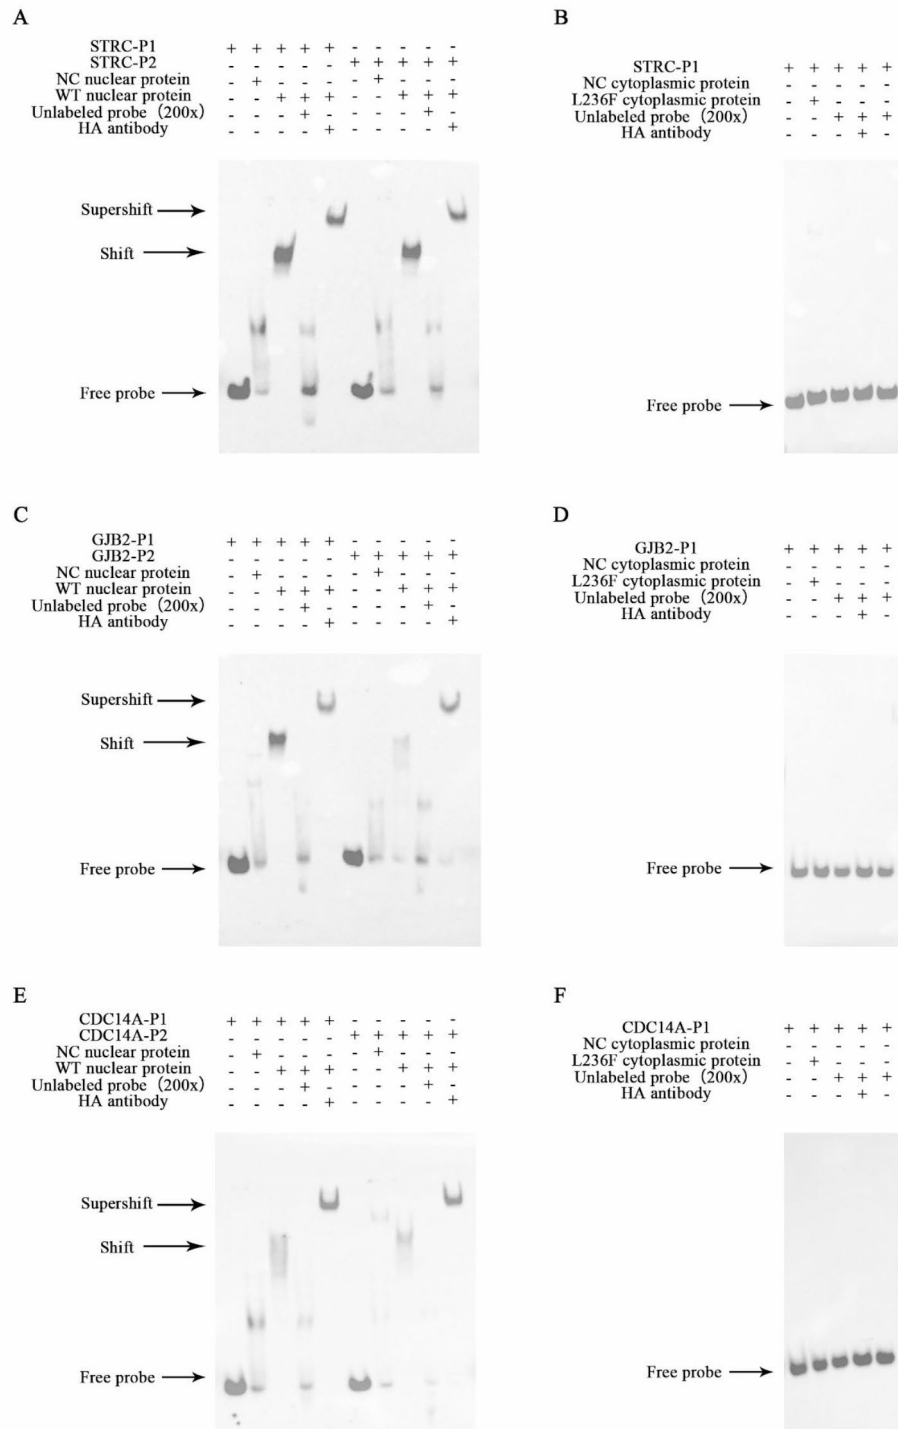 A
STRC-P1 + + + + + - - - - -
STRC-P2 - - - - - + + + + +
NC nuclear protein - + - - - - + - - -
WT nuclear protein - - + + + - - + + +
Unlabeled probe (200x) - - - + - - - - + -
HA antibody - - - - + - - - - +
Supershift
Shift
Free probe
B
STRC-P1 + + + + +
NC cytoplasmic protein - - - - -
L236F cytoplasmic protein - + - - -
Unlabeled probe (200x) - - + + +
HA antibody - - - + -
Free probe
C
GJB2-P1 + + + + + - - - - -
GJB2-P2 - - - - - + + + + +
NC nuclear protein - + - - - - + - - -
WT nuclear protein - - + + + - - + + +
Unlabeled probe (200x) - - - + - - - - + -
HA antibody - - - - + - - - - +
Supershift
Shift
Free probe
D
GJB2-P1 + + + + +
NC cytoplasmic protein - - - - -
L236F cytoplasmic protein - + - - -
Unlabeled probe (200x) - - + + +
HA antibody - - - + -
Free probe
E
CDC14A-P1 + + + + + - - - - -
CDC14A-P2 - - - - - + + + + +
NC nuclear protein - + - - - - + - - -
WT nuclear protein - - + + + - - + + +
Unlabeled probe (200x) - - - + - - - - + -
HA antibody - - - - + - - - - +
Supershift
Shift
Free probe
F
CDC14A-P1 + + + + +
NC cytoplasmic protein - - - - -
L236F cytoplasmic protein - + - - -
Unlabeled probe (200x) - - + + +
HA antibody - - - + -
Free probe